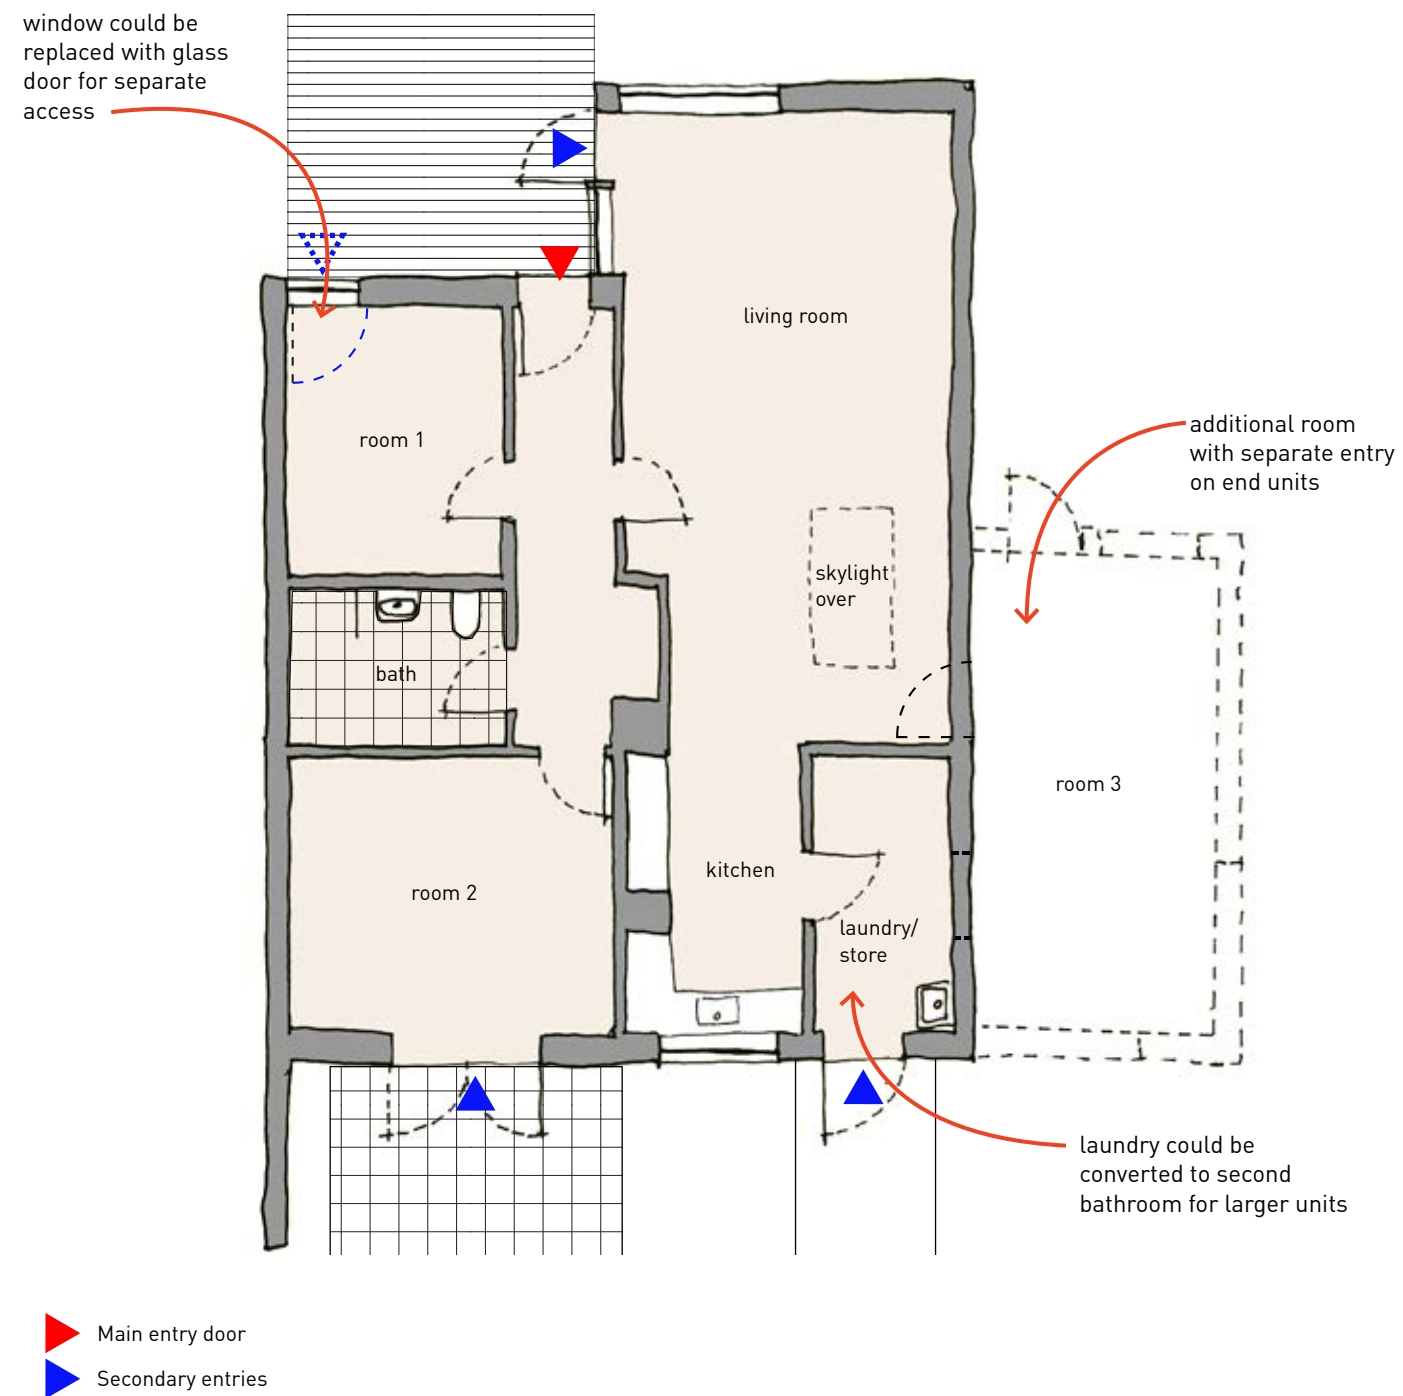 window could be
replaced with glass
door for separate
access
living room
room 1
additional room
with separate entry
on end units
skylight
over
bath
room 3
kitchen
room 2
laundry/
store
laundry could be
converted to second
bathroom for larger units
Main entry door
Secondary entries